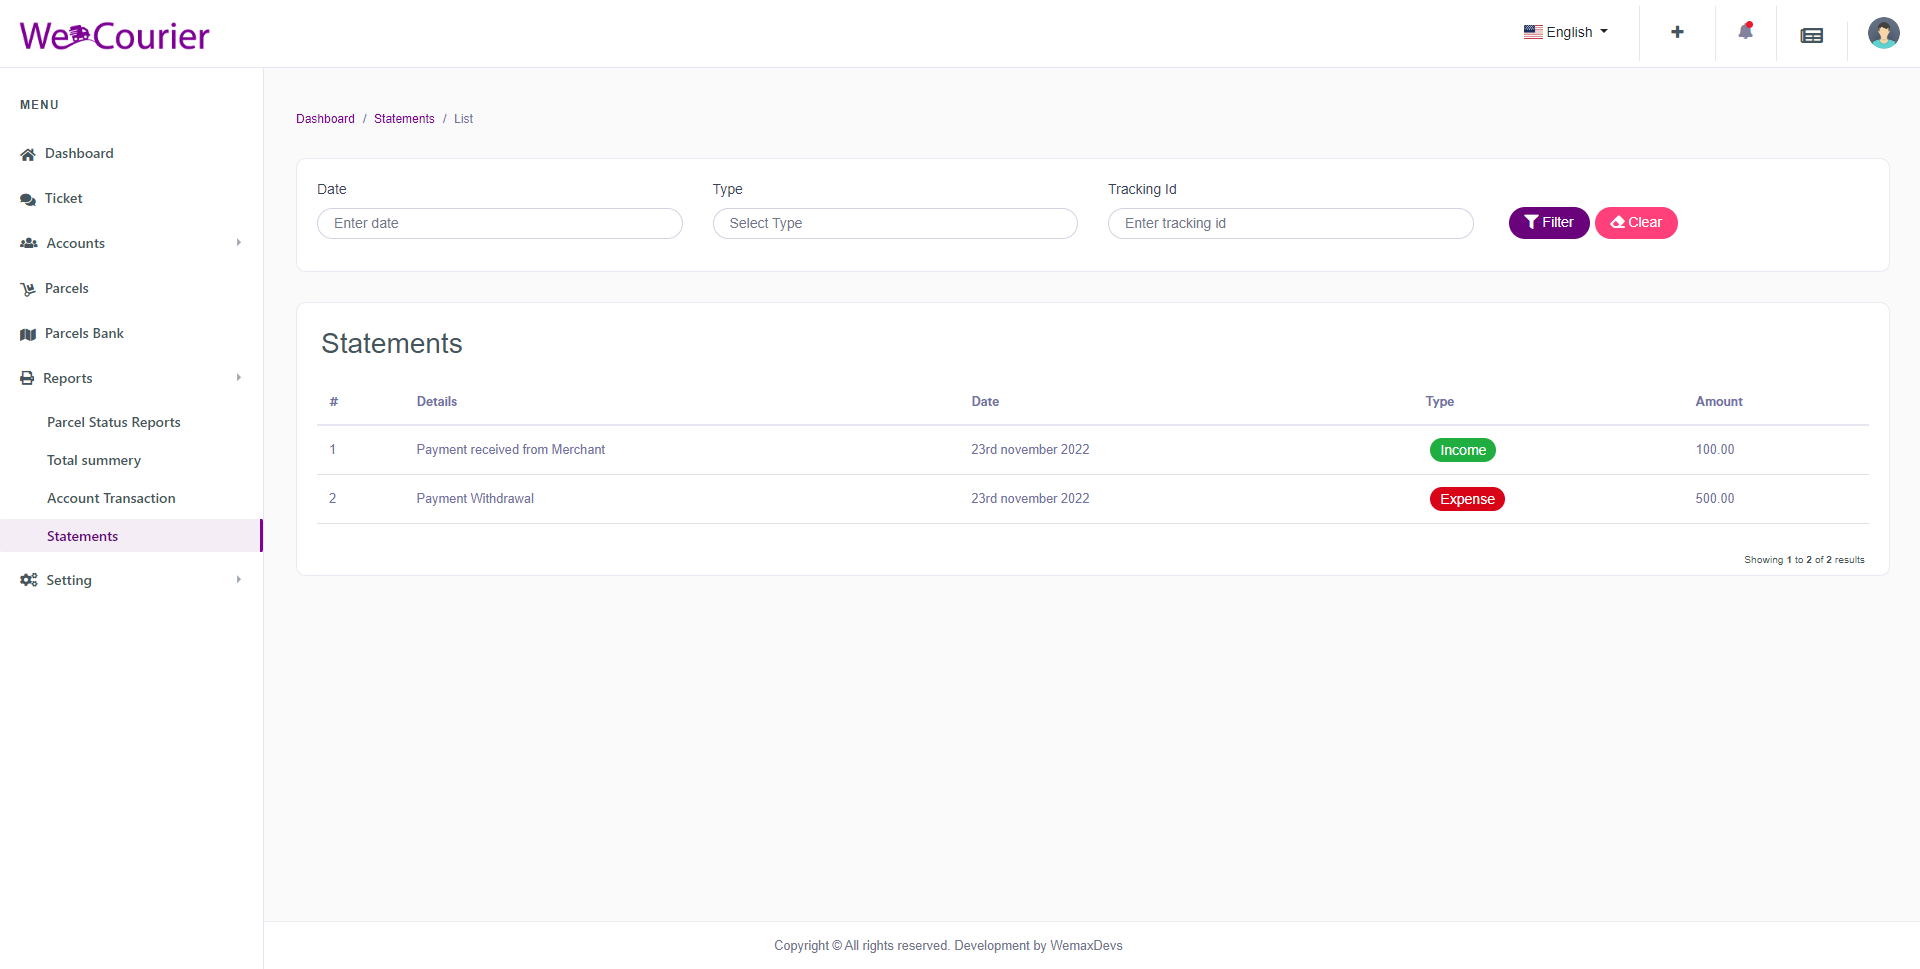 We Courier
English
MENU
Dashboard
Ticket
Accounts
Parcels
Parcels Bank
Reports
Parcel Status Reports
Total summery
Account Transaction
Statements
Setting
Dashboard / Statements / List
Date Type Tracking Id
Enter date Select Type Enter tracking id Filter Clear
Statements
# Details Date Type Amount
1 Payment received from Merchant 23rd november 2022 Income 100.00
2 Payment Withdrawal 23rd november 2022 Expense 500.00
Showing 1 to 2 of 2 results
Copyright © All rights reserved. Development by WemaxDevs